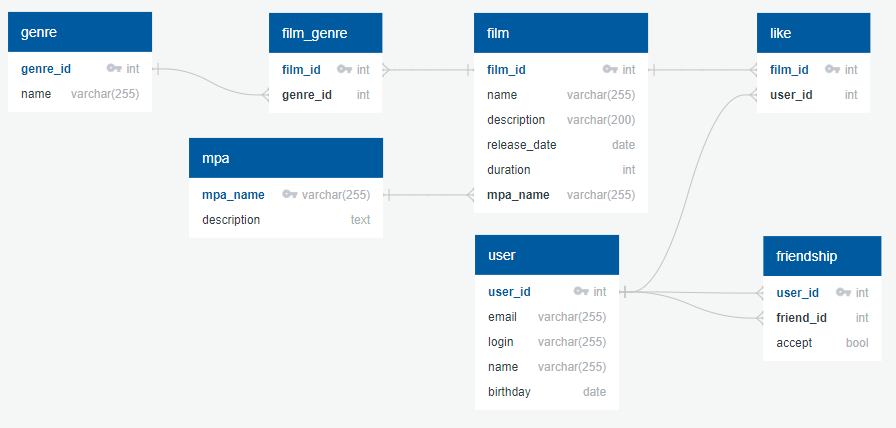 genre
genre_id int
name varchar(255)
film_genre
film_id int
genre_id int
film
film_id int
name varchar(255)
description varchar(200)
release_date date
duration int
mpa_name varchar(255)
like
film_id int
user_id int
mpa
mpa_name varchar(255)
description text
user
user_id int
email varchar(255)
login varchar(255)
name varchar(255)
birthday date
friendship
user_id int
friend_id int
accept bool